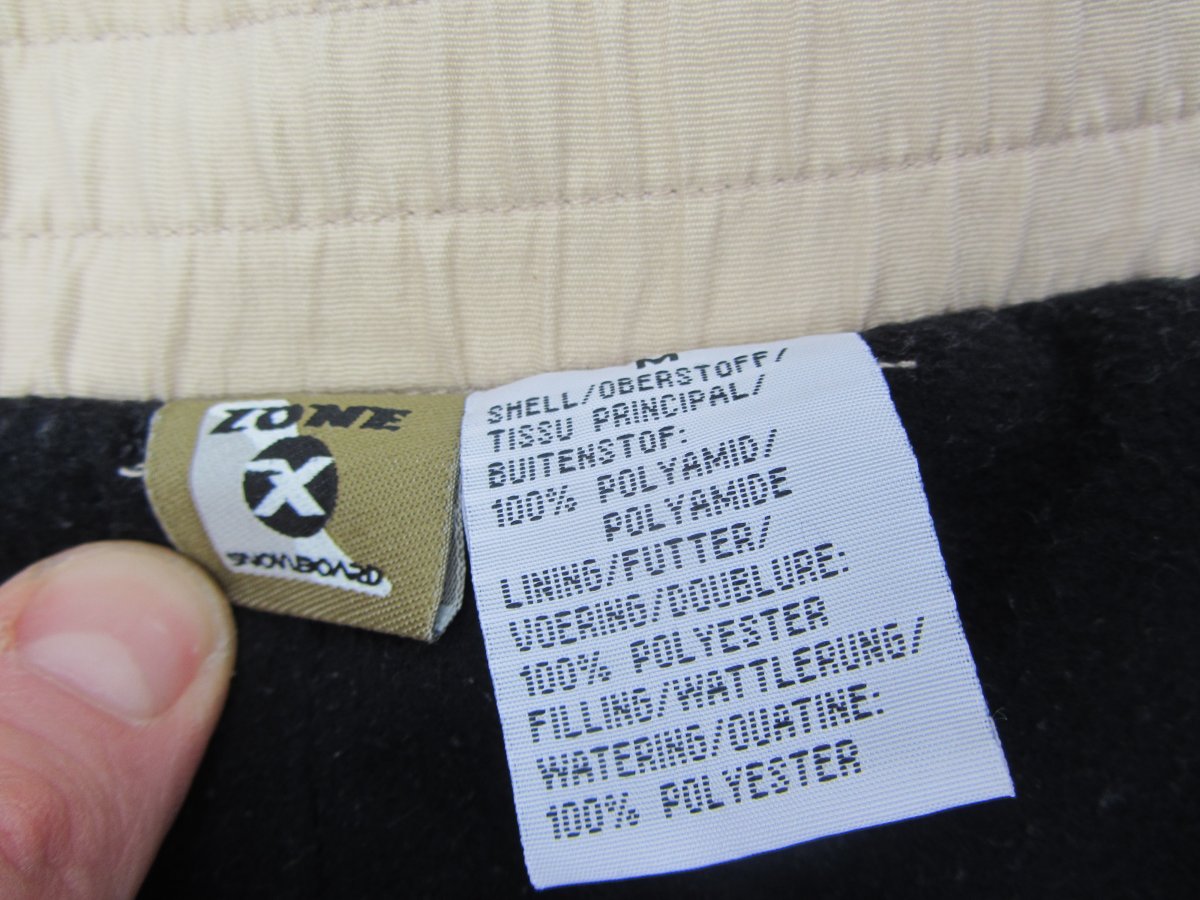 ZONE
X
M
SHELL/OBERSTOFF/
TISSU PRINCIPAL/
BUITENSTOF:
100% POLYAMID/
POLYAMIDE
LINING/FUTTER/
VOERING/DOUBLURE:
100% POLYESTER
FILLING/WATTLERUNG/
WATERING/OUATINE:
100% POLYESTER